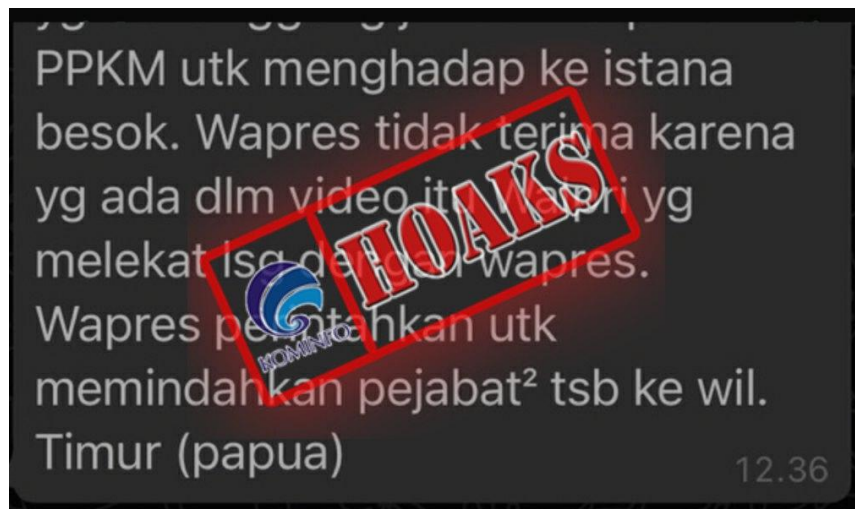 PPKM utk menghadap ke istana
besok. Wapres tidak terima karena
yg ada dlm video itu Walpri yg
melekat lsg dengan wapres.
Wapres perintahkan utk
memindahkan pejabat² tsb ke wil.
Timur (papua)
12.36
HOAKS
KOMINFO